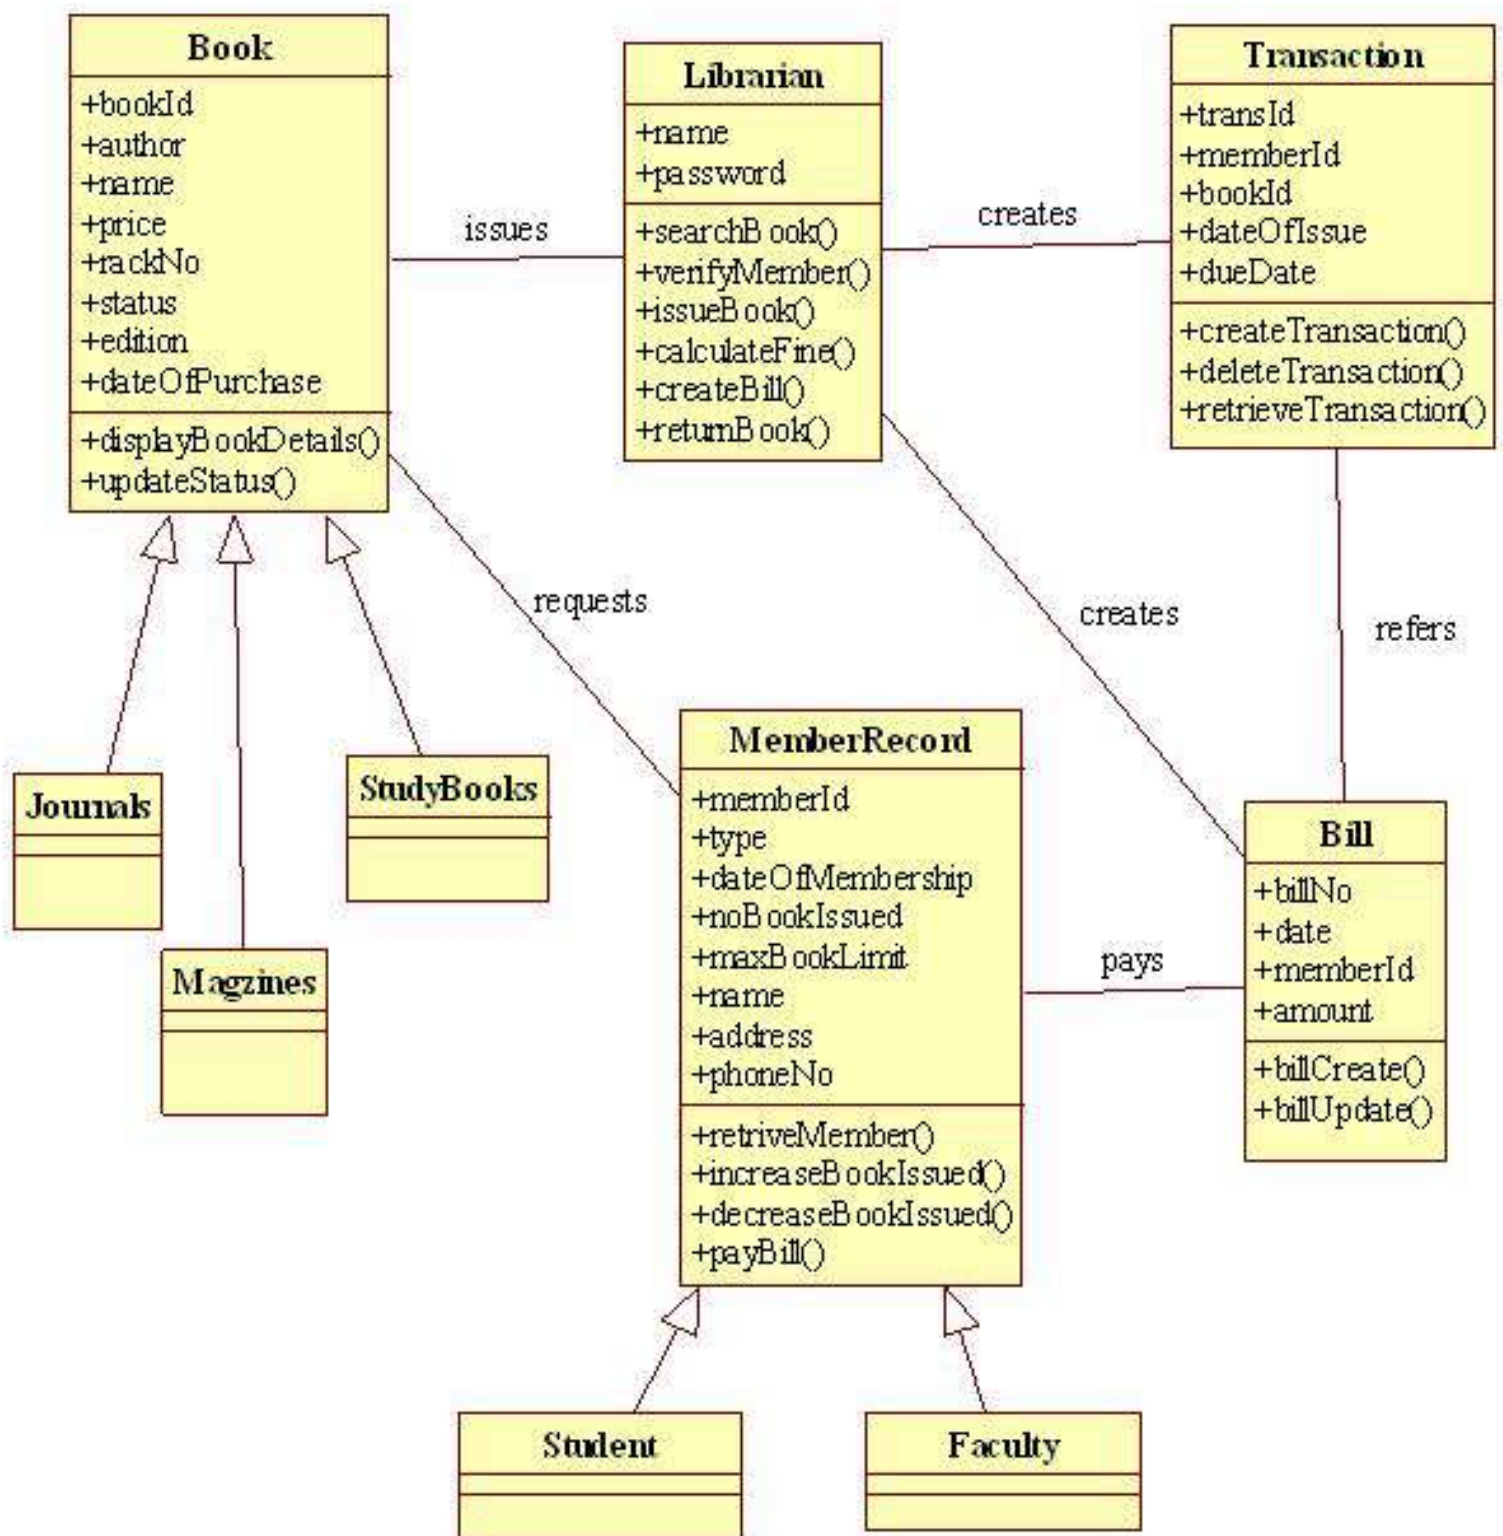 Book
+bookId
+author
+name
+price
+rackNo
+status
+edition
+dateOfPurchase
+displayBookDetails()
+updateStatus()
issues
Librarian
+name
+password
+searchBook()
+verifyMember()
+issueBook()
+calculateFine()
+createBill()
+returnBook()
creates
Transaction
+transId
+memberId
+bookId
+dateOfIssue
+dueDate
+createTransaction()
+deleteTransaction()
+retrieveTransaction()
requests
creates
refers
Journals
Magzines
StudyBooks
MemberRecord
+memberId
+type
+dateOfMembership
+noBookIssued
+maxBookLimit
+name
+address
+phoneNo
+retriveMember()
+increaseBookIssued()
+decreaseBookIssued()
+payBill()
pays
Bill
+billNo
+date
+memberId
+amount
+billCreate()
+billUpdate()
Student
Faculty